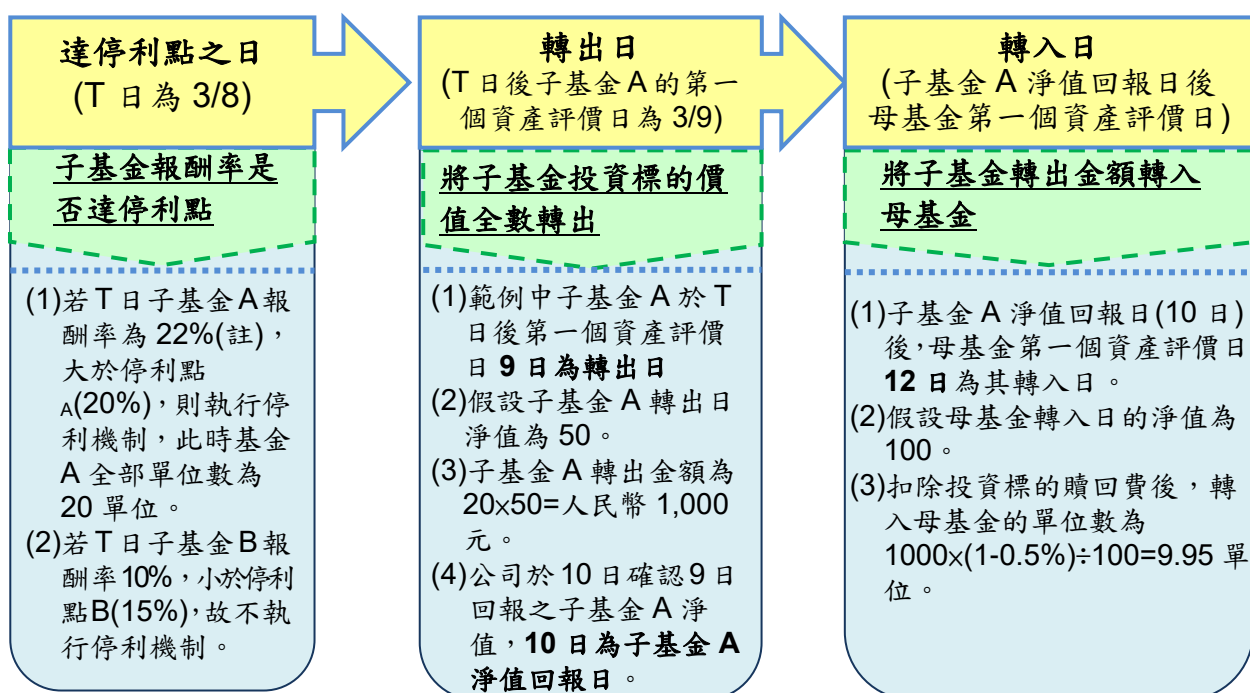 達停利點之日
(T 日為 3/8)
子基金報酬率是
否達停利點
(1)若T日子基金A報
酬率為 22%(註)，
大於停利點
A(20%)，則執行停
利機制，此時基金
A 全部單位數為
20 單位。
(2)若T日子基金B報
酬率10%，小於停利
點B(15%)，故不執
行停利機制。
轉出日
(T 日後子基金A的第一
個資產評價日為 3/9)
將子基金投資標的價
值全數轉出
(1)範例中子基金 A 於 T
日後第一個資產評價
日 9 日為轉出日
(2)假設子基金 A 轉出日
淨值為 50。
(3)子基金 A 轉出金額為
20×50=人民幣 1,000
元。
(4)公司於 10 日確認9日
回報之子基金 A 淨
值，10 日為子基金 A
淨值回報日。
轉入日
(子基金 A 淨值回報日後
母基金第一個資產評價日)
將子基金轉出金額轉入
母基金
(1)子基金 A 淨值回報日(10 日)
後，母基金第一個資產評價日
12 日為其轉入日。
(2)假設母基金轉入日的淨值為
100。
(3)扣除投資標的贖回費後，轉
入母基金的單位數為
1000×(1-0.5%)÷100=9.95 單
位。